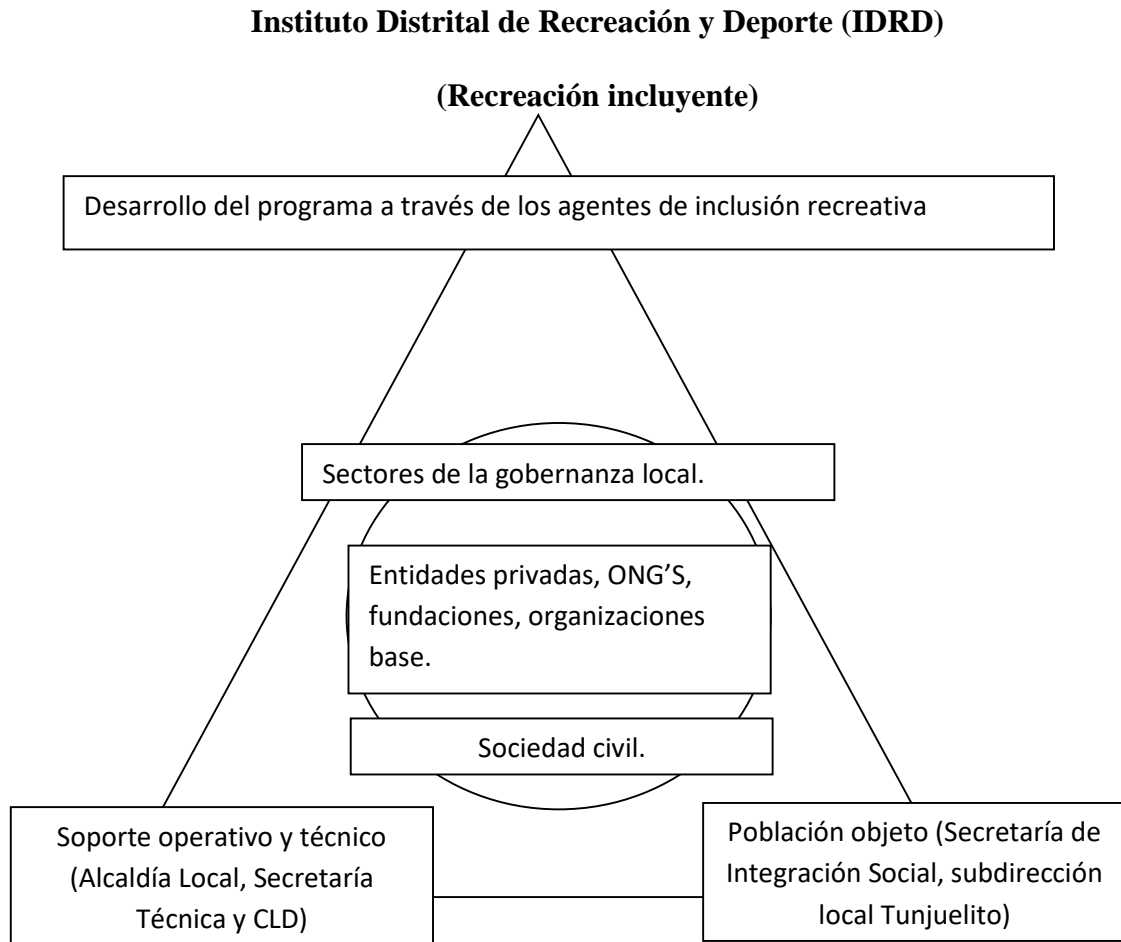 Instituto Distrital de Recreación y Deporte (IDRD)
(Recreación incluyente)
Desarrollo del programa a través de los agentes de inclusión recreativa
Sectores de la gobernanza local.
Entidades privadas, ONG’S,
fundaciones, organizaciones
base.
Sociedad civil.
Soporte operativo y técnico
(Alcaldía Local, Secretaría
Técnica y CLD)
Población objeto (Secretaría de
Integración Social, subdirección
local Tunjuelito)